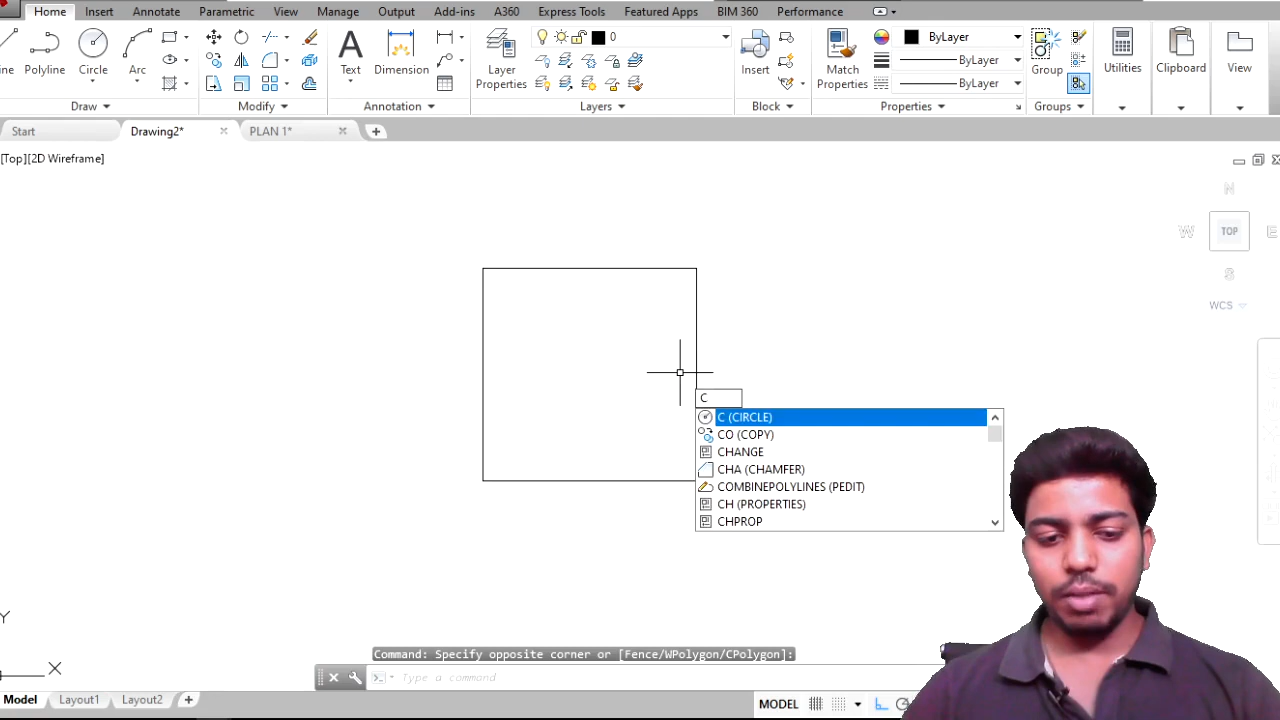 Home Insert Annotate Parametric View Manage Output Add-ins A360 Express Tools Featured Apps BIM 360 Performance
Polyline Circle Arc Text Dimension Layer Properties 0 Insert Match Properties ByLayer ByLayer ByLayer Group Utilities Clipboard View
Draw Modify Annotation Layers Block Properties Groups
Start Drawing2* PLAN 1*
[Top][2D Wireframe]
N
W TOP E
S
WCS
C
C (CIRCLE)
CO (COPY)
CHANGE
CHA (CHAMFER)
COMBINEPOLYLINES (PEDIT)
CH (PROPERTIES)
CHPROP
Y
X
Command: Specify opposite corner or [Fence/WPolygon/CPolygon]:
Type a command
Model Layout1 Layout2 MODEL